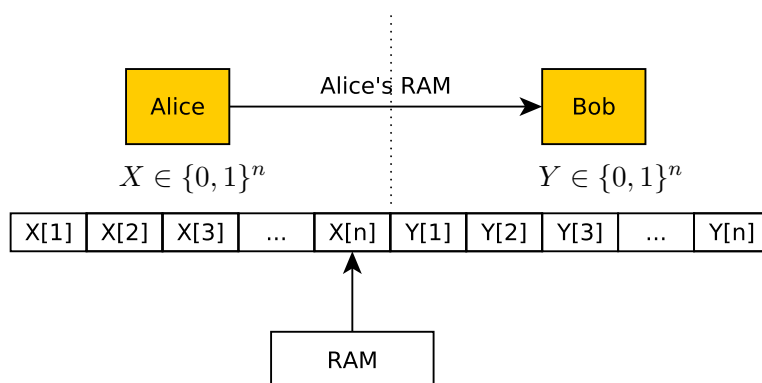 Alice's RAM
Alice
Bob
X ∈ {0, 1}ⁿ
Y ∈ {0, 1}ⁿ
X[1] X[2] X[3] ... X[n] Y[1] Y[2] Y[3] ... Y[n]
RAM